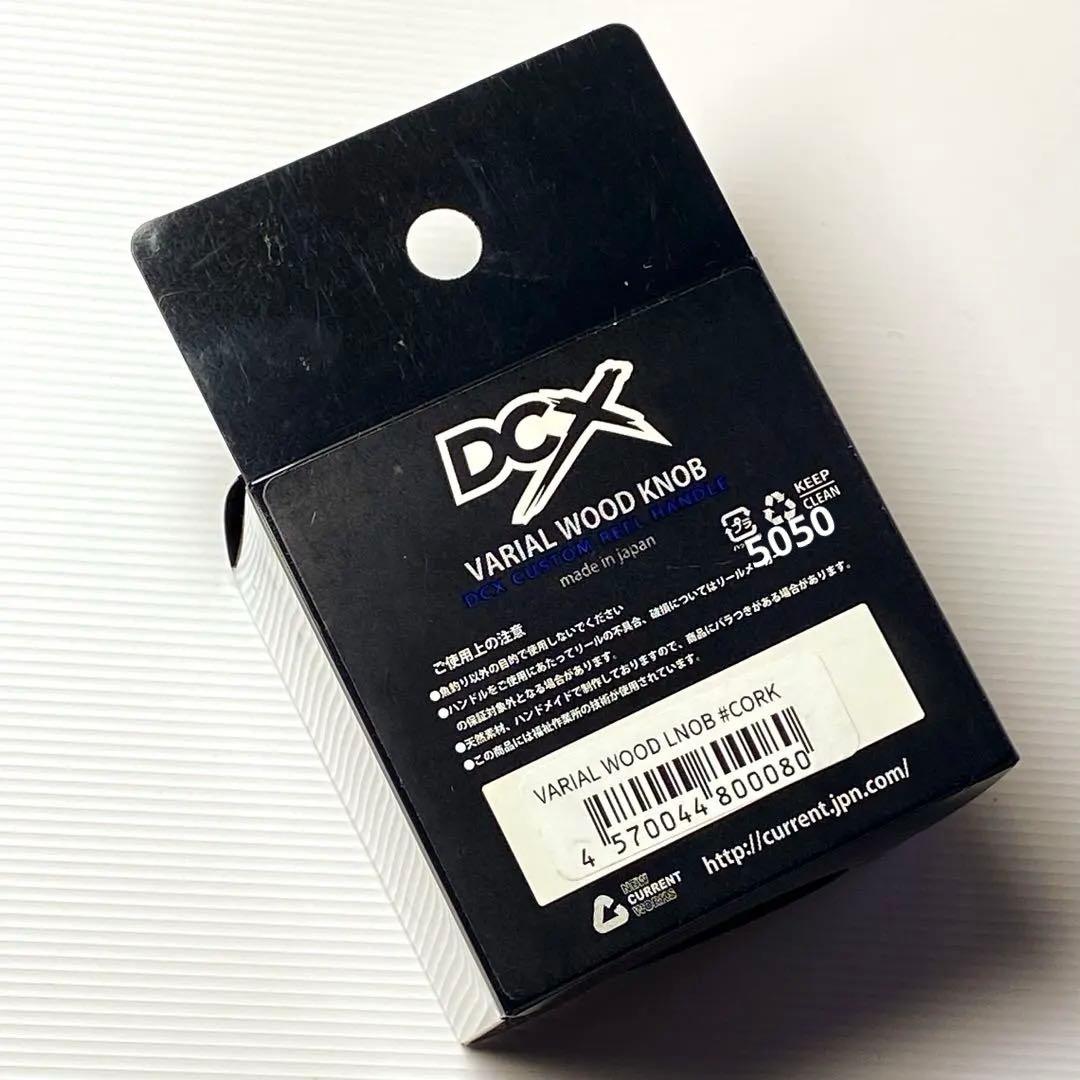 DCX
VARIAL WOOD KNOB
DCX CUSTOM REEL HANDLE
made in japan
プラ
KEEP
CLEAN
5050
ご使用上の注意
●魚釣り以外の目的で使用しないでください
●ハンドルをご使用にあたってリールの不具合、破損についてはリールメ
の保証対象外となる場合があります。
●天然素材、ハンドメイドで制作しておりますので、商品にバラつきがある場合があります。
●この商品には福祉作業所の技術が使用されています。
VARIAL WOOD LNOB #CORK
4 570044 800080
NEW
CURRENT
WORKS
http://current.jpn.com/